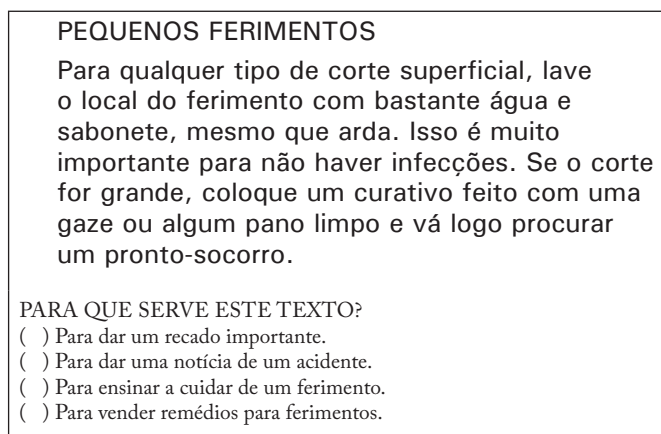 PEQUENOS FERIMENTOS
Para qualquer tipo de corte superficial, lave
o local do ferimento com bastante água e
sabonete, mesmo que arda. Isso é muito
importante para não haver infecções. Se o corte
for grande, coloque um curativo feito com uma
gaze ou algum pano limpo e vá logo procurar
um pronto-socorro.
PARA QUE SERVE ESTE TEXTO?
( ) Para dar um recado importante.
( ) Para dar uma notícia de um acidente.
( ) Para ensinar a cuidar de um ferimento.
( ) Para vender remédios para ferimentos.